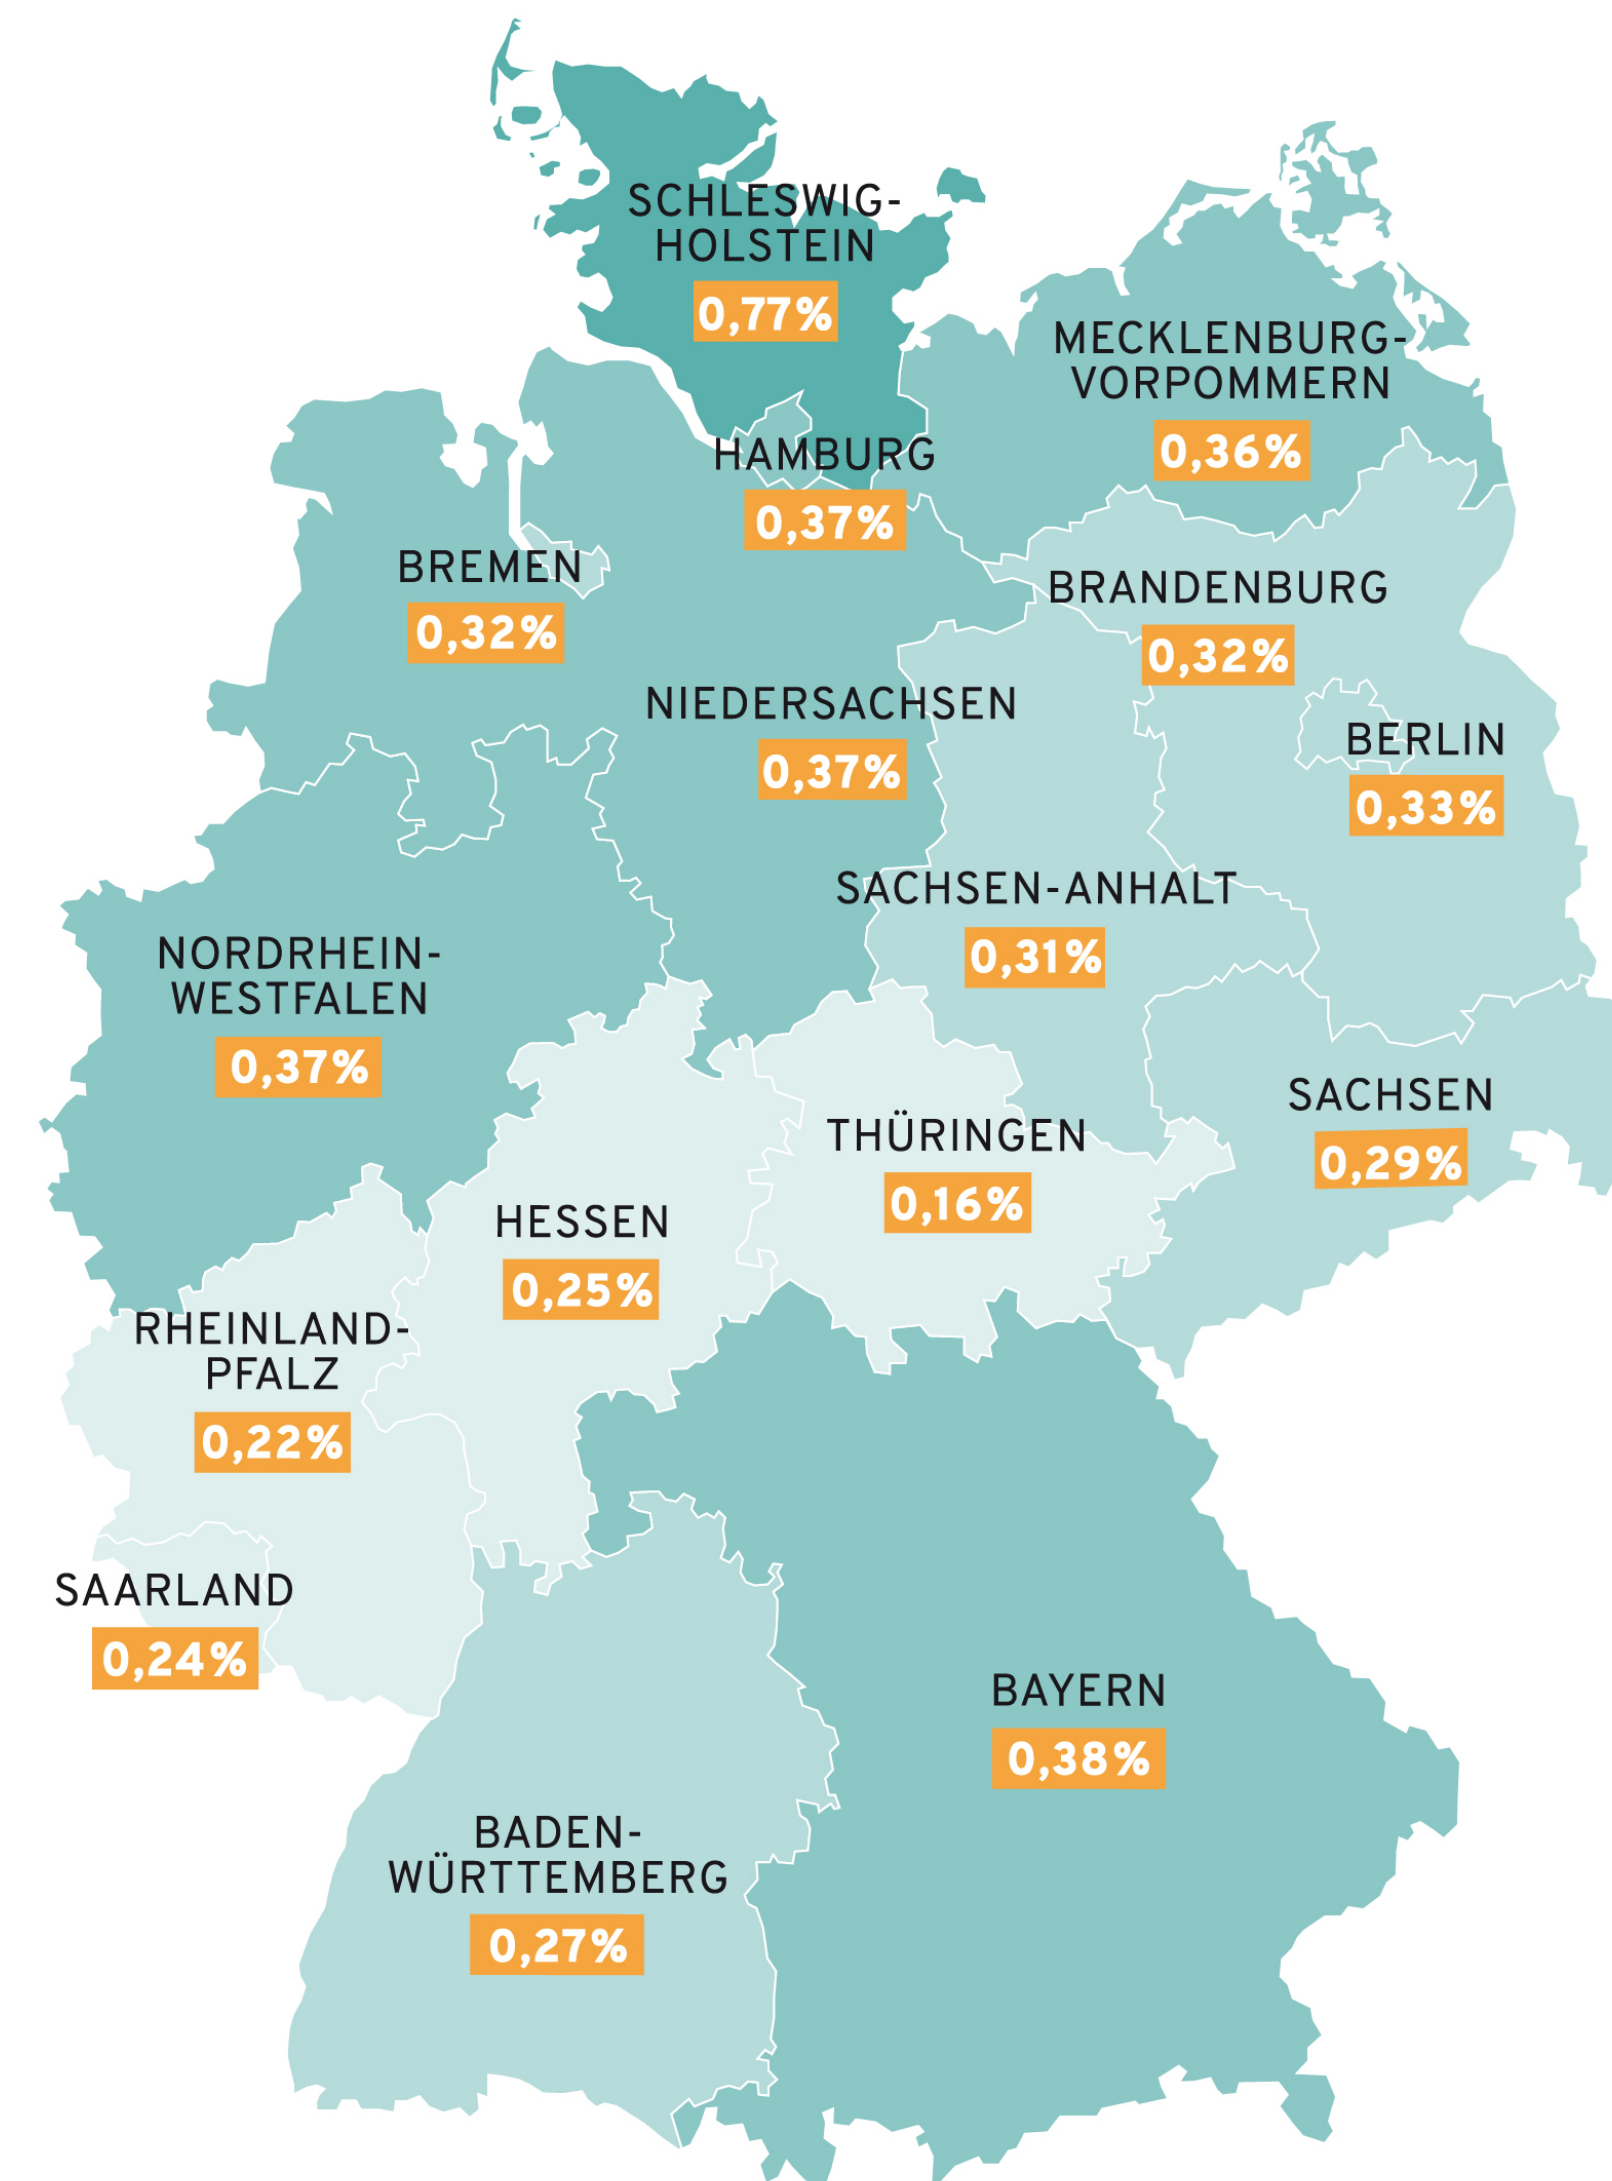 SCHLESWIG-
HOLSTEIN
0,77%
MECKLENBURG-
VORPOMMERN
0,36%
HAMBURG
0,37%
BREMEN
0,32%
BRANDENBURG
0,32%
NIEDERSACHSEN
0,37%
BERLIN
0,33%
SACHSEN-ANHALT
0,31%
NORDRHEIN-
WESTFALEN
0,37%
SACHSEN
0,29%
THÜRINGEN
0,16%
HESSEN
0,25%
RHEINLAND-
PFALZ
0,22%
SAARLAND
0,24%
BAYERN
0,38%
BADEN-
WÜRTTEMBERG
0,27%